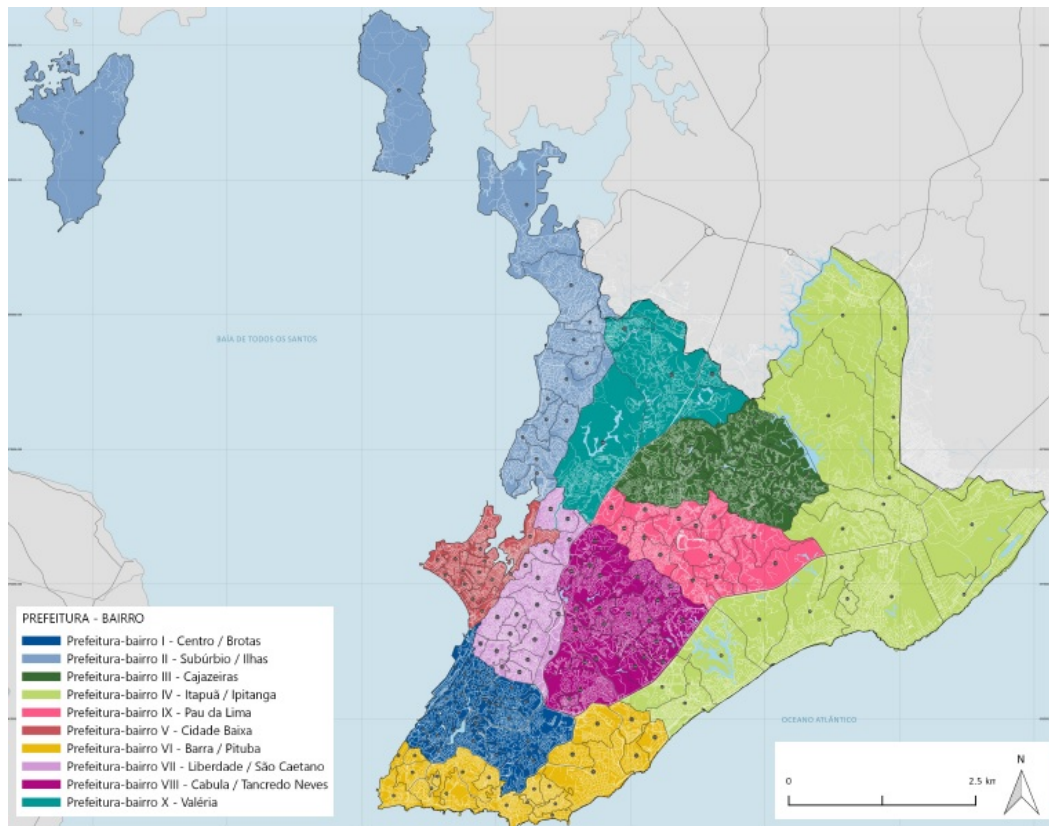 BAÍA DE TODOS OS SANTOS
PREFEITURA - BAIRRO
Prefeitura-bairro I - Centro / Brotas
Prefeitura-bairro II - Subúrbio / Ilhas
Prefeitura-bairro III - Cajazeiras
Prefeitura-bairro IV - Itapuã / Ipitanga
Prefeitura-bairro IX - Pau da Lima
Prefeitura-bairro V - Cidade Baixa
Prefeitura-bairro VI - Barra / Pituba
Prefeitura-bairro VII - Liberdade / São Caetano
Prefeitura-bairro VIII - Cabula / Tancredo Neves
Prefeitura-bairro X - Valéria
OCEANO ATLÂNTICO
0
2.5 km
N